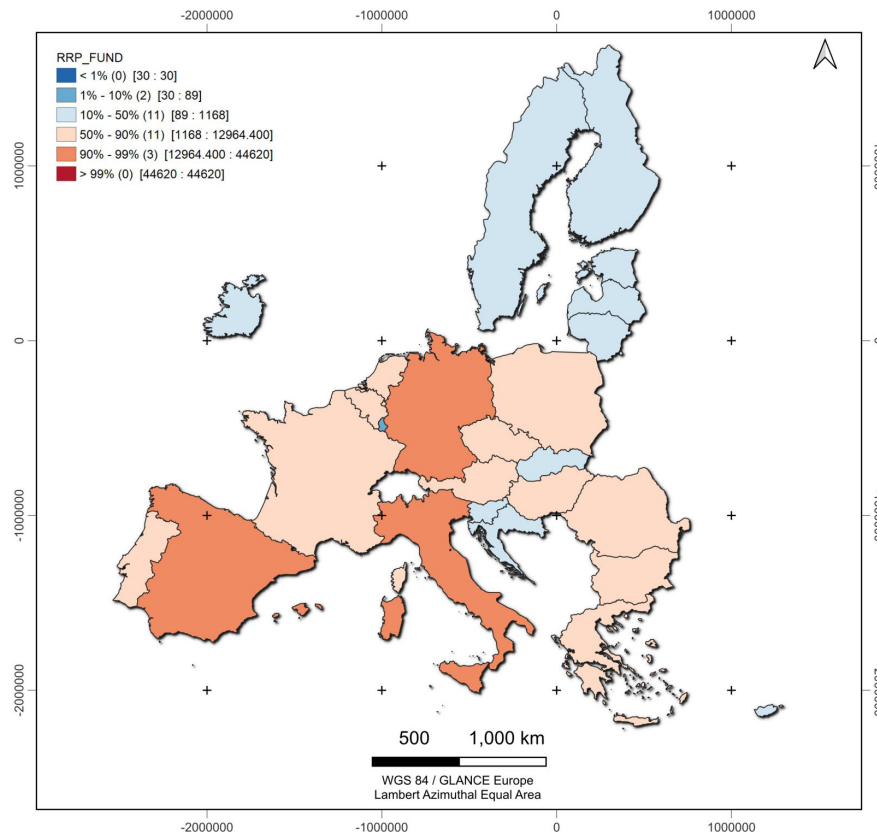 -2000000 -1000000 0 1000000
RRP_FUND
< 1% (0) [30 : 30]
1% - 10% (2) [30 : 89]
10% - 50% (11) [89 : 1168]
50% - 90% (11) [1168 : 12964.400]
90% - 99% (3) [12964.400 : 44620]
> 99% (0) [44620 : 44620]
1000000
0 0
-1000000
-2000000
500 1,000 km
WGS 84 / GLANCE Europe
Lambert Azimuthal Equal Area
-2000000 -1000000 0 1000000